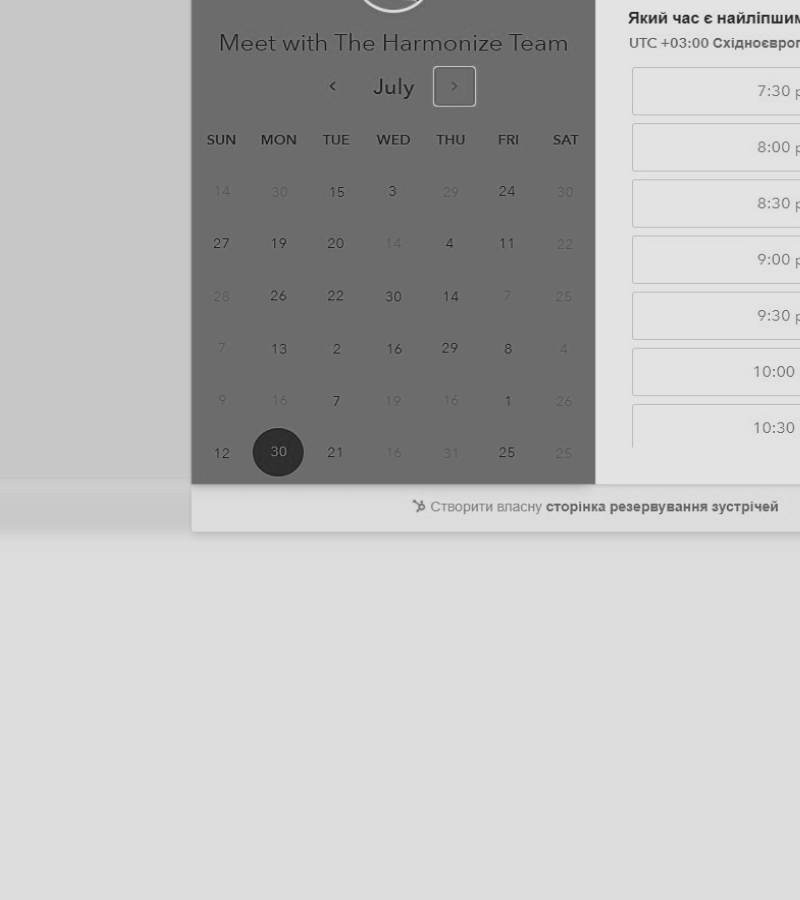 Meet with The Harmonize Team
July
SUN MON TUE WED THU FRI SAT
14 30 15 3 29 24 30
27 19 20 14 4 11 22
28 26 22 30 14 7 25
7 13 2 16 29 8 4
9 16 7 19 16 1 26
12 30 21 16 31 25 25
Який час є найліпшим
UTC +03:00
7:30
8:00
8:30
9:00
9:30
10:00
10:30
Створити власну сторінка резервування зустрічей